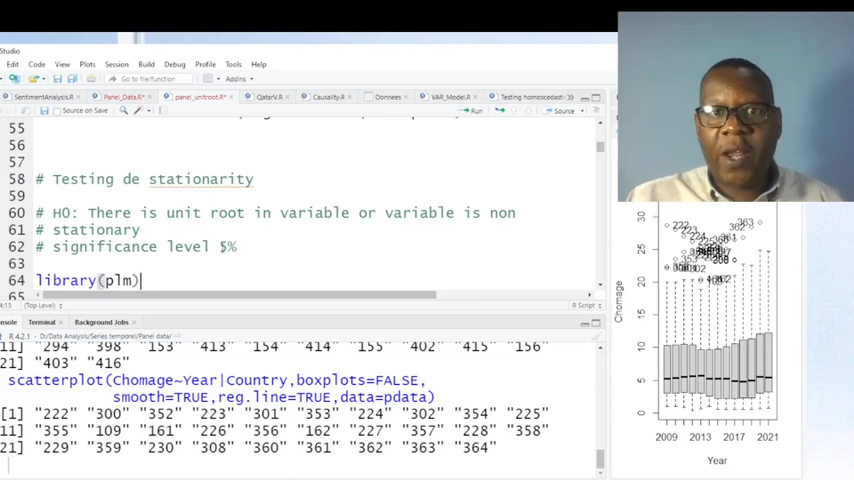 Studio
Edit Code View Plots Session Build Debug Profile Tools Help
Go to file/function Addins
SentimentAnalysis.R Panel_Data.R* panel_unitroot.R* QatarV.R Causality.R Donnees VAR_Model.R Testing homoscedasti
Source on Save Run Source
55
56
57
58 # Testing de stationarity
59
60 # H0: There is unit root in variable or variable is non
61 # stationary
62 # significance level 5%
63
64 library(plm)
65
(Top Level) R Script
Terminal Background Jobs
R 4.2.1 D:/Data Analysis/Serie temporel/Panel data/
11] "294" "398" "153" "413" "154" "414" "155" "402" "415" "156"
21] "403" "416"
scatterplot(Chomage~Year|Country,boxplots=FALSE,
smooth=TRUE,reg.line=TRUE,data=pdata)
[1] "222" "300" "352" "223" "301" "353" "224" "302" "354" "225"
11] "355" "109" "161" "226" "356" "162" "227" "357" "228" "358"
21] "229" "359" "230" "308" "360" "361" "362" "363" "364"
30
25
20
15
10
5
0
Chomage
2009 2013 2017 2021
Year